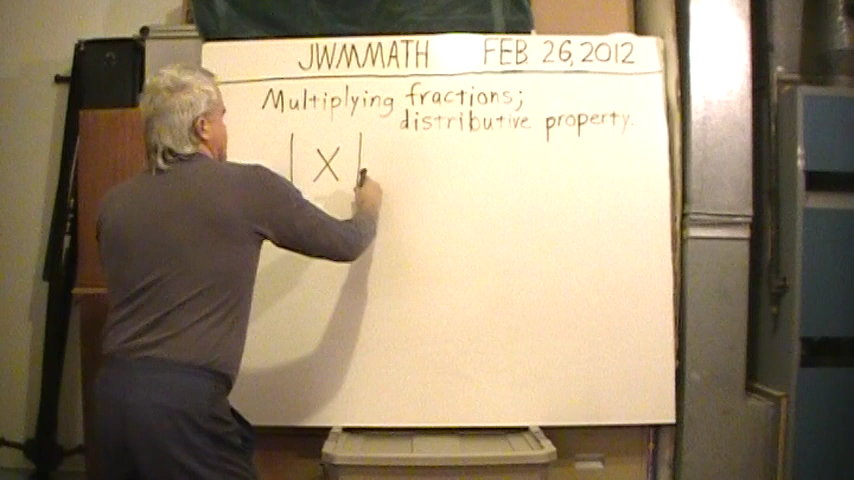 JWMMATH FEB 26, 2012
Multiplying fractions;
distributive property.
1 X 1